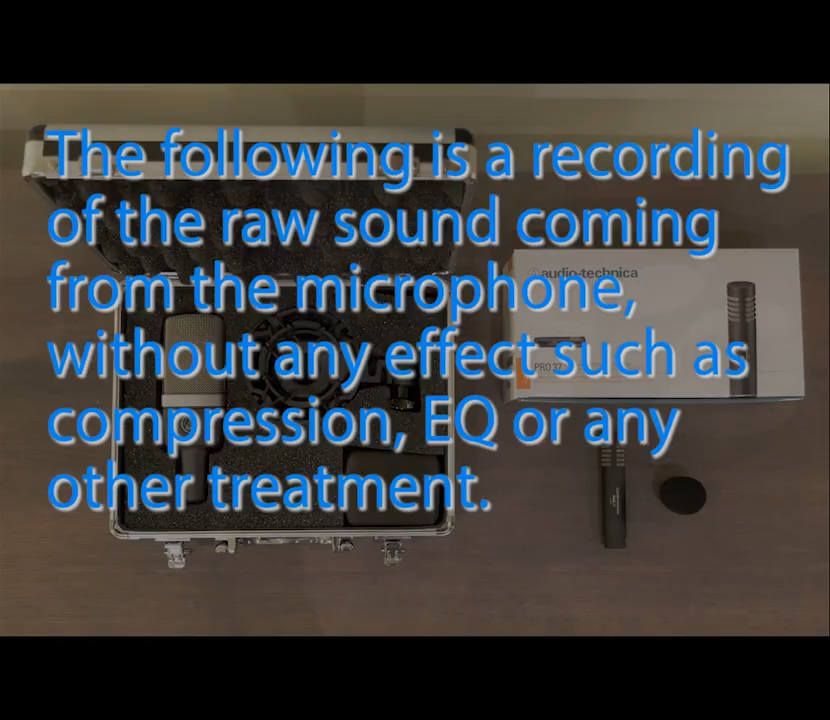 The following is a recording
of the raw sound coming
from the microphone,
without any effect such as
compression, EQ or any
other treatment.
audio-technica
PRO 37